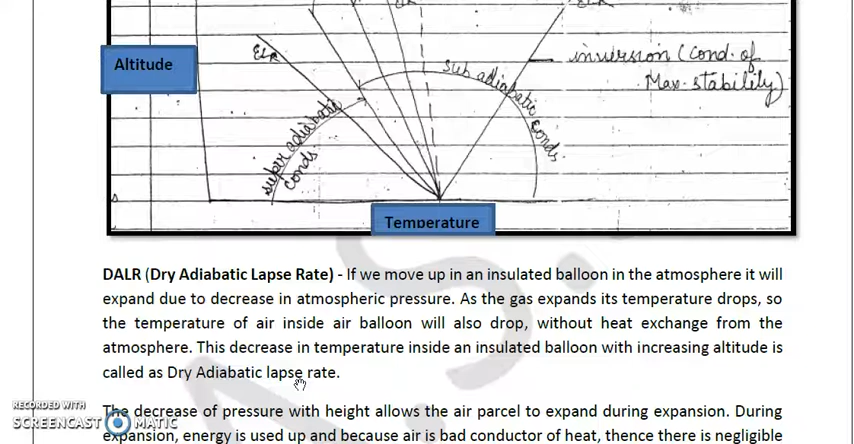 ELR
Altitude
super adiabatic
conds.
sub adiabatic
conds.
inversion (Cond. of
Max. stability)
Temperature
DALR (Dry Adiabatic Lapse Rate) - If we move up in an insulated balloon in the atmosphere it will
expand due to decrease in atmospheric pressure. As the gas expands its temperature drops, so
the temperature of air inside air balloon will also drop, without heat exchange from the
atmosphere. This decrease in temperature inside an insulated balloon with increasing altitude is
called as Dry Adiabatic lapse rate.
RECORDED WITH
SCREENCAST MATIC
The decrease of pressure with height allows the air parcel to expand during expansion. During
expansion, energy is used up and because air is bad conductor of heat, thence there is negligible